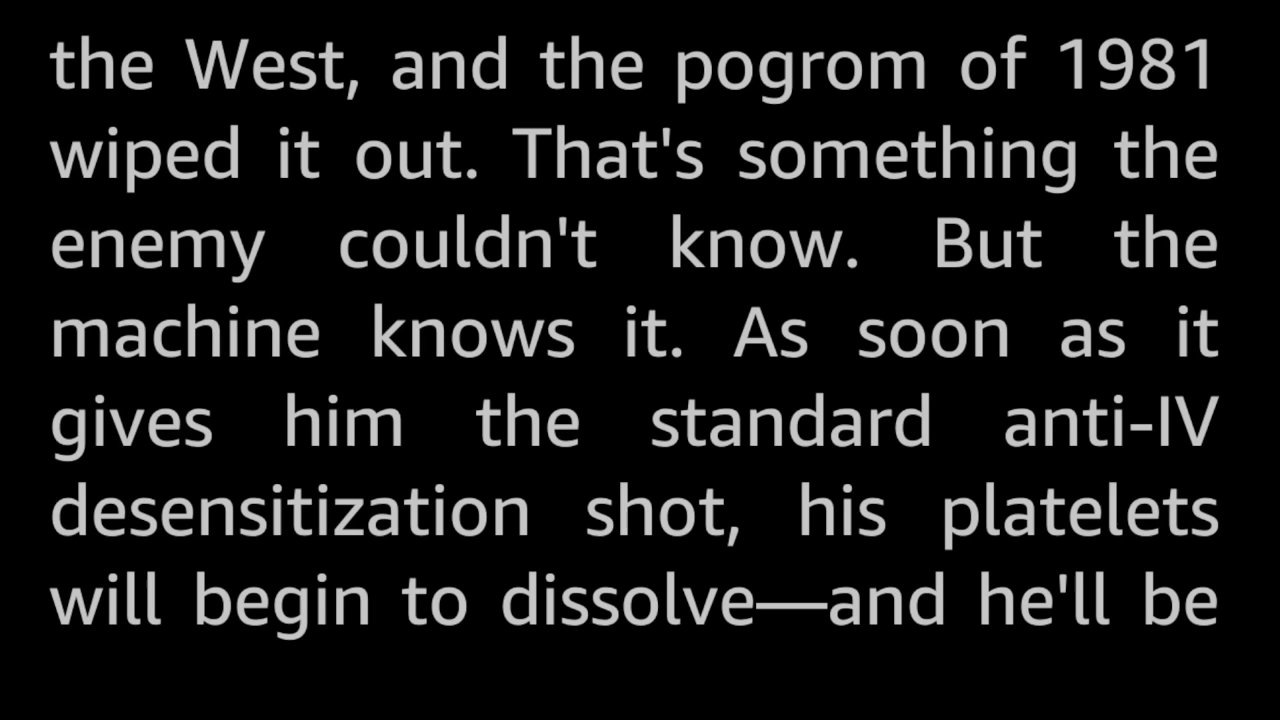 the West, and the pogrom of 1981
wiped it out. That's something the
enemy couldn't know. But the
machine knows it. As soon as it
gives him the standard anti-IV
desensitization shot, his platelets
will begin to dissolve—and he'll be